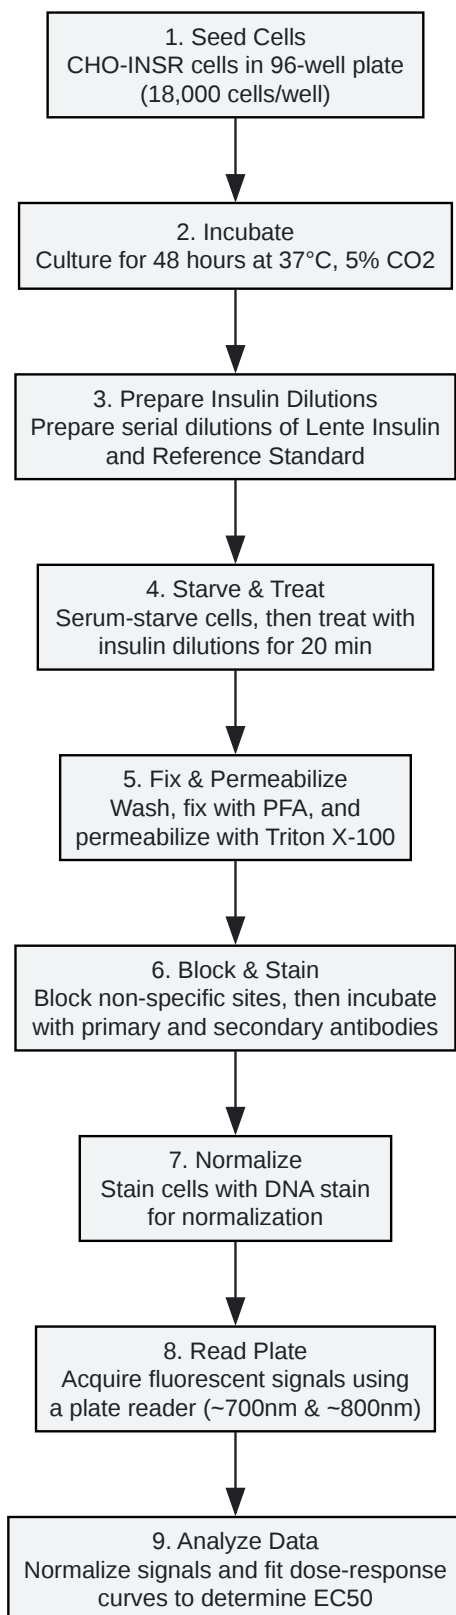 1. Seed Cells
CHO-INSR cells in 96-well plate
(18,000 cells/well)
2. Incubate
Culture for 48 hours at 37°C, 5% CO2
3. Prepare Insulin Dilutions
Prepare serial dilutions of Lente Insulin
and Reference Standard
4. Starve & Treat
Serum-starve cells, then treat with
insulin dilutions for 20 min
5. Fix & Permeabilize
Wash, fix with PFA, and
permeabilize with Triton X-100
6. Block & Stain
Block non-specific sites, then incubate
with primary and secondary antibodies
7. Normalize
Stain cells with DNA stain
for normalization
8. Read Plate
Acquire fluorescent signals using
a plate reader (~700nm & ~800nm)
9. Analyze Data
Normalize signals and fit dose-response
curves to determine EC50